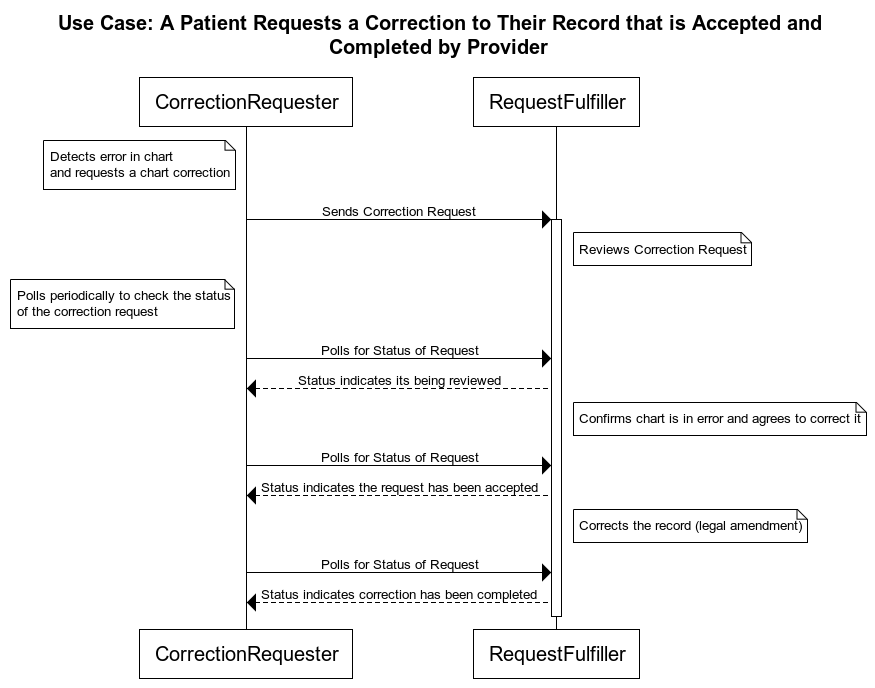 Use Case: A Patient Requests a Correction to Their Record that is Accepted and
Completed by Provider
CorrectionRequester
RequestFulfiller
Detects error in chart
and requests a chart correction
Sends Correction Request
Reviews Correction Request
Polls periodically to check the status
of the correction request
Polls for Status of Request
Status indicates its being reviewed
Confirms chart is in error and agrees to correct it
Polls for Status of Request
Status indicates the request has been accepted
Corrects the record (legal amendment)
Polls for Status of Request
Status indicates correction has been completed
CorrectionRequester
RequestFulfiller